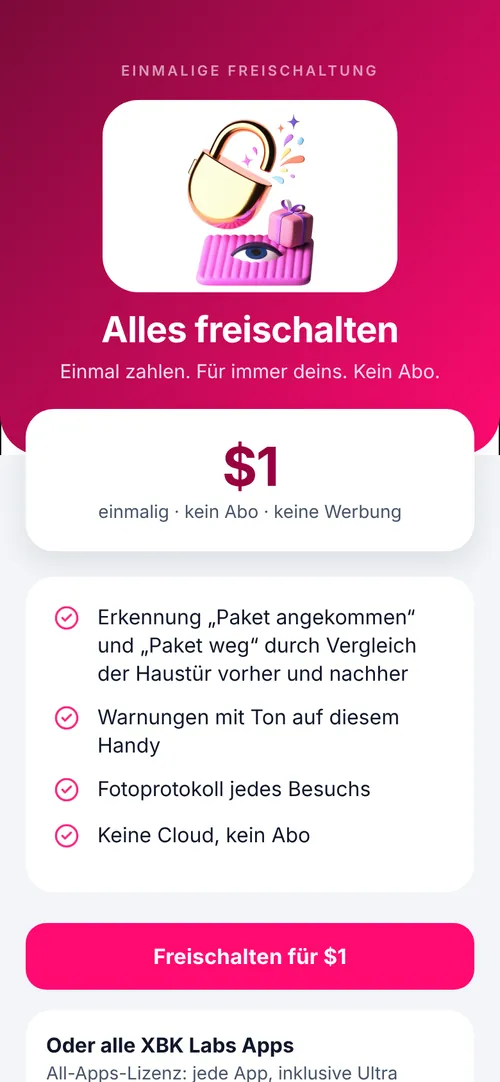 EINMALIGE FREISCHALTUNG
Alles freischalten
Einmal zahlen. Für immer deins. Kein Abo.
$1
einmalig · kein Abo · keine Werbung
Erkennung „Paket angekommen“
und „Paket weg“ durch Vergleich
der Haustür vorher und nachher
Warnungen mit Ton auf diesem
Handy
Fotoprotokoll jedes Besuchs
Keine Cloud, kein Abo
Freischalten für $1
Oder alle XBK Labs Apps
All-Apps-Lizenz: jede App, inklusive Ultra